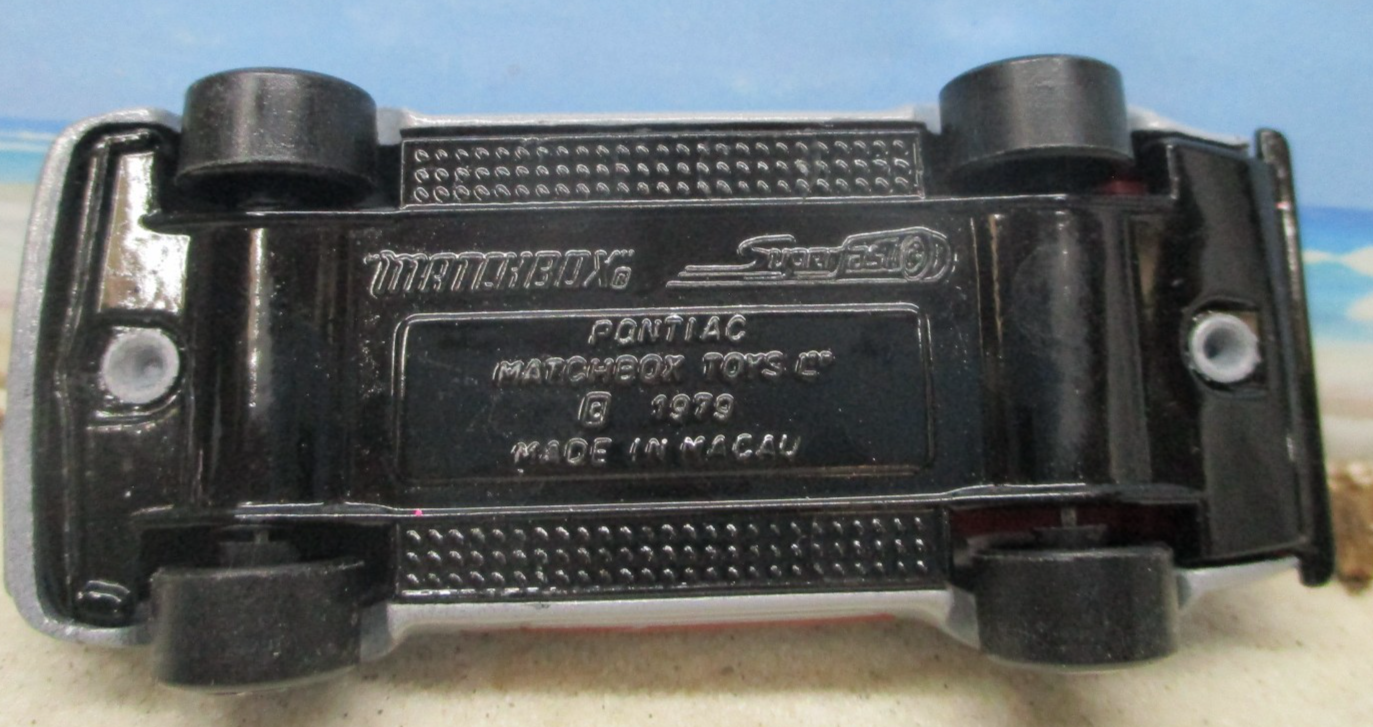 "MATCHBOX"® Superfast
PONTIAC
MATCHBOX TOYS LTD
© 1979
MADE IN MACAU